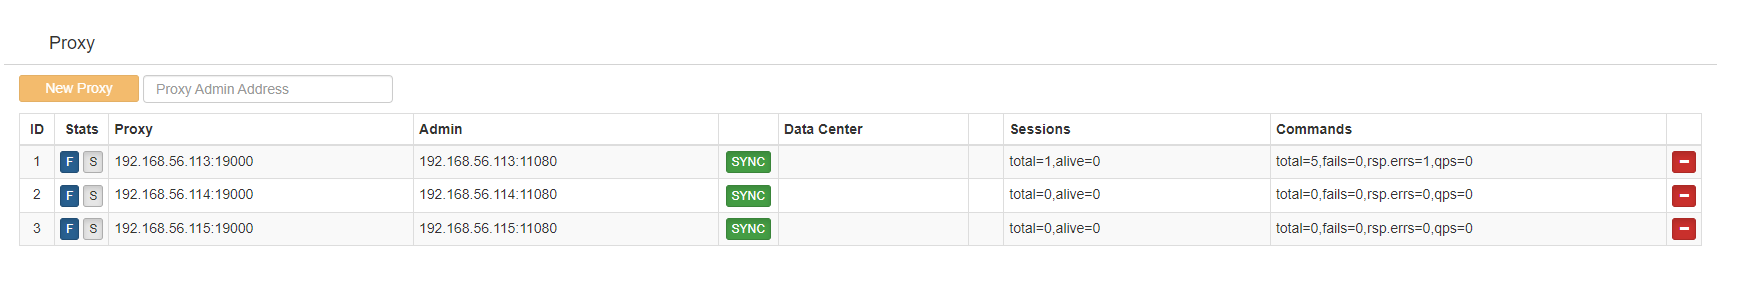 Proxy
New Proxy Proxy Admin Address
ID Stats Proxy Admin Data Center Sessions Commands
1 F S 192.168.56.113:19000 192.168.56.113:11080 SYNC total=1,alive=0 total=5,fails=0,rsp.errs=1,qps=0
2 F S 192.168.56.114:19000 192.168.56.114:11080 SYNC total=0,alive=0 total=0,fails=0,rsp.errs=0,qps=0
3 F S 192.168.56.115:19000 192.168.56.115:11080 SYNC total=0,alive=0 total=0,fails=0,rsp.errs=0,qps=0